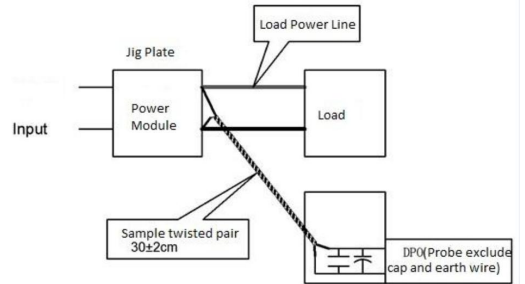 Load Power Line
Jig Plate
Power
Module
Load
Input
Sample twisted pair
30±2cm
DPO(Probe exclude
cap and earth wire)